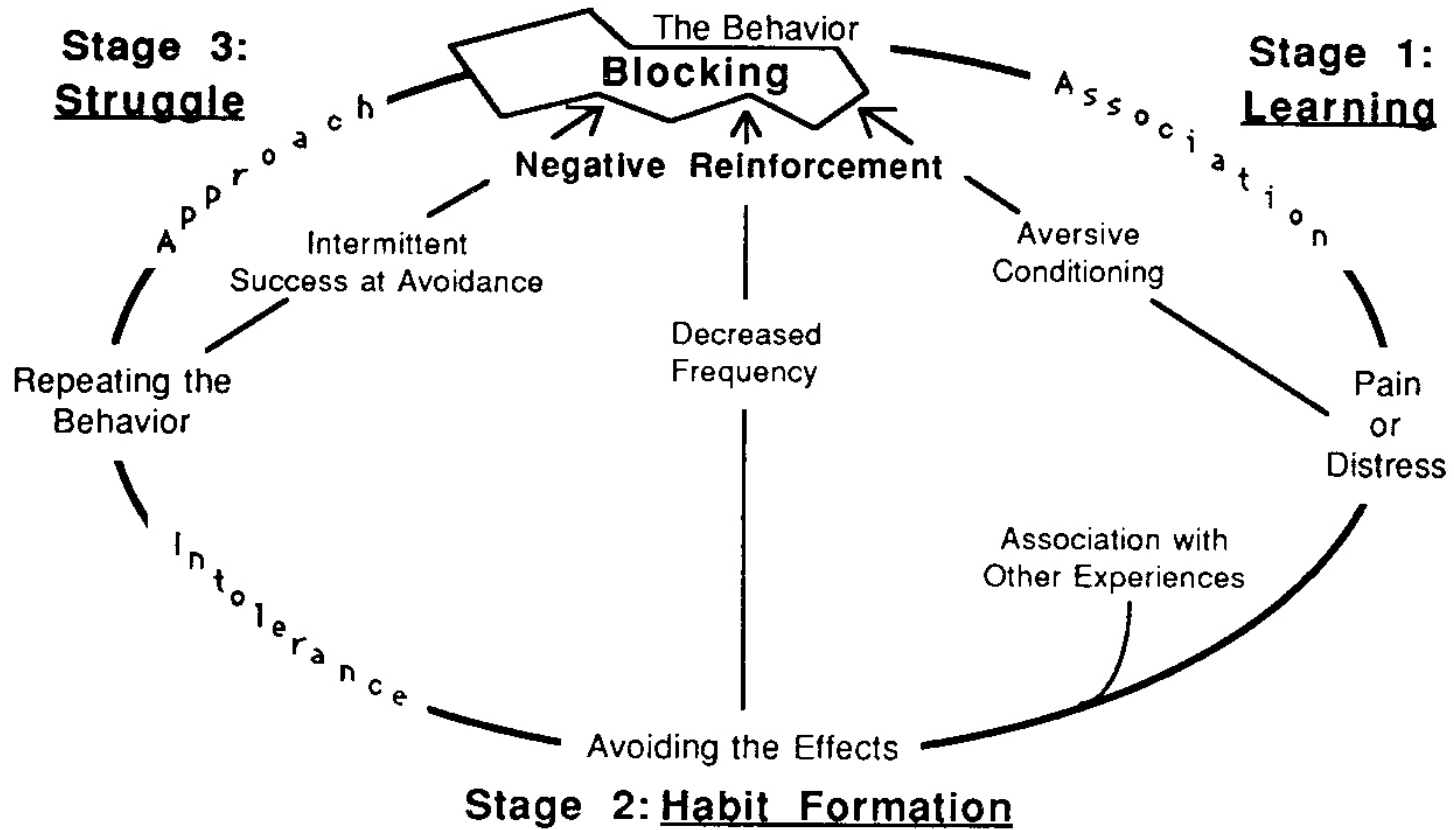 Stage 3:
Struggle
The Behavior
Blocking
Stage 1:
Learning
Approach
Association
Negative Reinforcement
Intermittent
Success at Avoidance
Aversive
Conditioning
Decreased
Frequency
Repeating the
Behavior
Pain
or
Distress
Intolerance
Association with
Other Experiences
Avoiding the Effects
Stage 2: Habit Formation